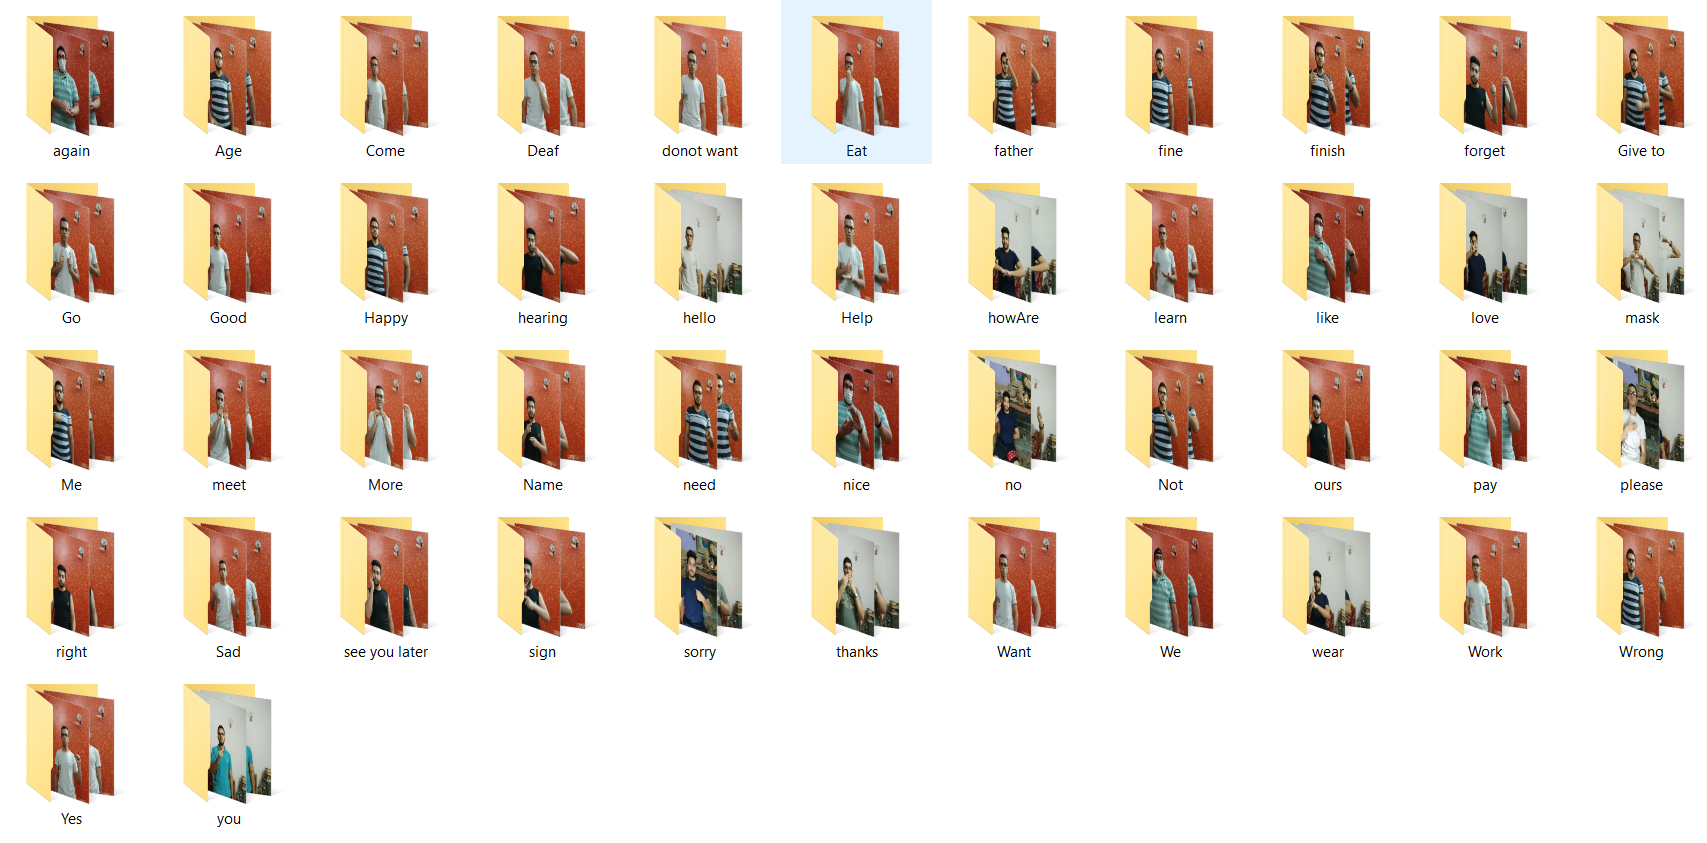 again Age Come Deaf donot want Eat father fine finish forget Give to
Go Good Happy hearing hello Help howAre learn like love mask
Me meet More Name need nice no Not ours pay please
right Sad see you later sign sorry thanks Want We wear Work Wrong
Yes you